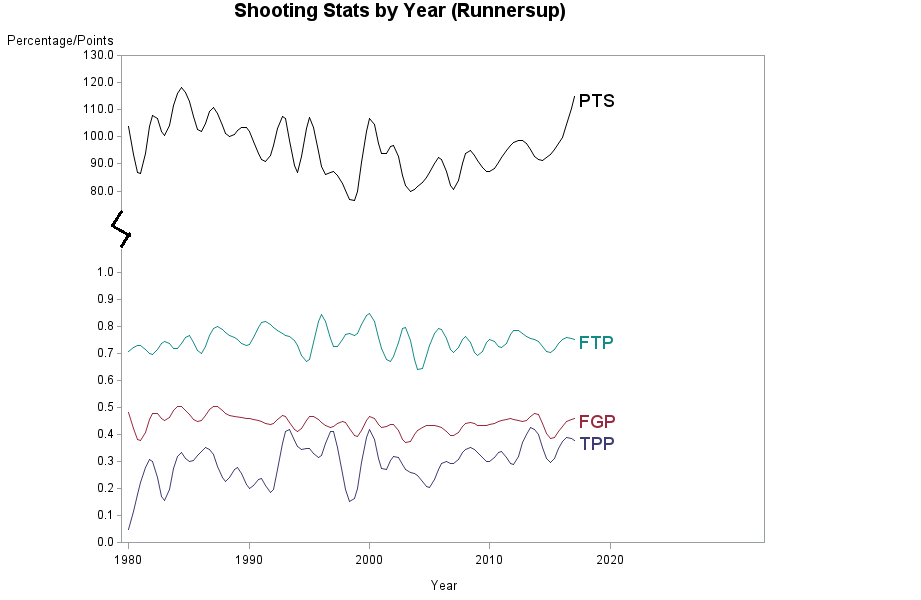 Shooting Stats by Year (Runnersup)
Percentage/Points
130.0
120.0
110.0
100.0
90.0
80.0
1.0
0.9
0.8
0.7
0.6
0.5
0.4
0.3
0.2
0.1
0.0
PTS
FTP
FGP
TPP
1980 1990 2000 2010 2020
Year